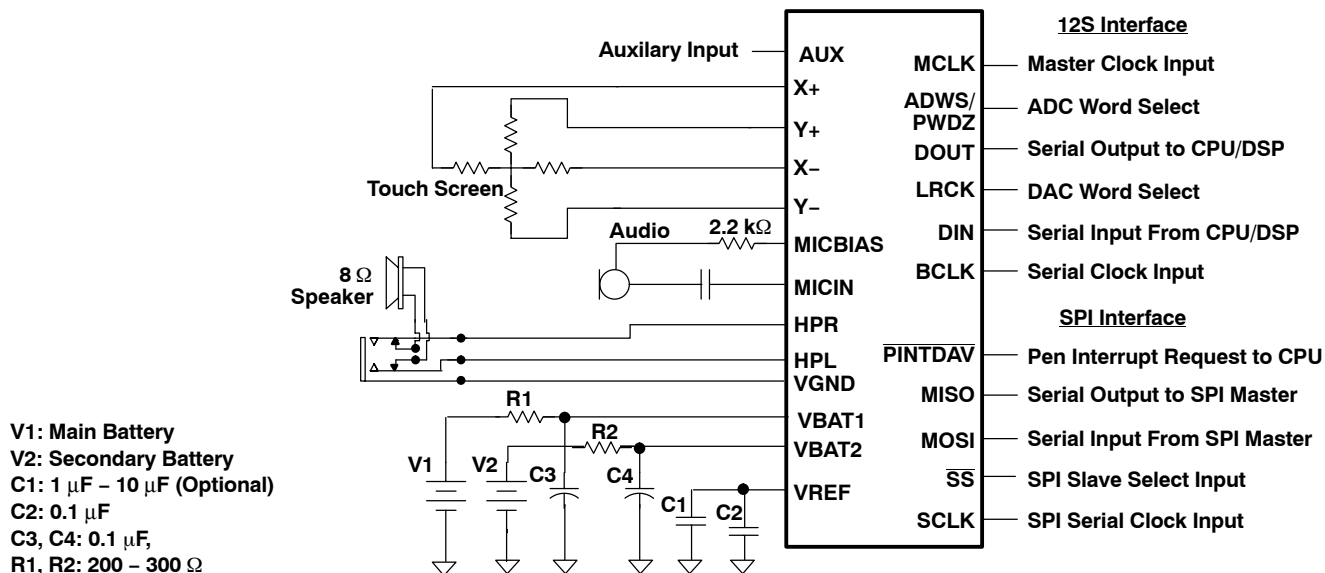 12S Interface
Auxilary Input
AUX
MCLK
Master Clock Input
X+
ADWS/
PWDZ
ADC Word Select
Y+
DOUT
Serial Output to CPU/DSP
X−
Touch Screen
LRCK
DAC Word Select
Y−
Audio
2.2 kΩ
DIN
Serial Input From CPU/DSP
MICBIAS
8 Ω
Speaker
BCLK
Serial Clock Input
MICIN
SPI Interface
HPR
PINTDAV
Pen Interrupt Request to CPU
HPL
VGND
MISO
Serial Output to SPI Master
R1
VBAT1
R2
MOSI
Serial Input From SPI Master
VBAT2
V1
V2
C3
C4
SS
SPI Slave Select Input
VREF
C1
C2
SCLK
SPI Serial Clock Input
V1: Main Battery
V2: Secondary Battery
C1: 1 μF − 10 μF (Optional)
C2: 0.1 μF
C3, C4: 0.1 μF,
R1, R2: 200 − 300 Ω